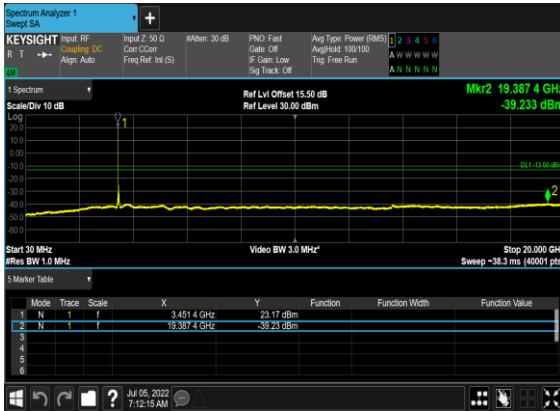 Spectrum Analyzer 1
Swept SA
+
KEYSIGHT Input: RF Input Z: 50 Ω #Atten: 30 dB PNO: Fast Avg Type: Power (RMS) 1 2 3 4 5 6
R T Coupling: DC Corr CCorr Gate: Off Avg|Hold: 100/100 A W W W W W
Align: Auto Freq Ref: Int (S) IF Gain: Low Trig: Free Run
Sig Track: Off A N N N N N
1 Spectrum Ref Lvl Offset 15.50 dB Mkr2 19.387 4 GHz
Scale/Div 10 dB Ref Level 30.00 dBm -39.233 dBm
Log
20.0 1
10.0
0.00
-10.0 DL1 -13.00 dBm
-20.0
-30.0 2
-40.0
-50.0
-60.0
Start 30 MHz Video BW 3.0 MHz* Stop 20.000 GH
#Res BW 1.0 MHz Sweep ~38.3 ms (40001 pts
5 Marker Table
Mode Trace Scale X Y Function Function Width Function Value
1 N 1 f 3.451 4 GHz 23.17 dBm
2 N 1 f 19.387 4 GHz -39.23 dBm
3
4
5
6
? Jul 05, 2022
7:12:15 AM